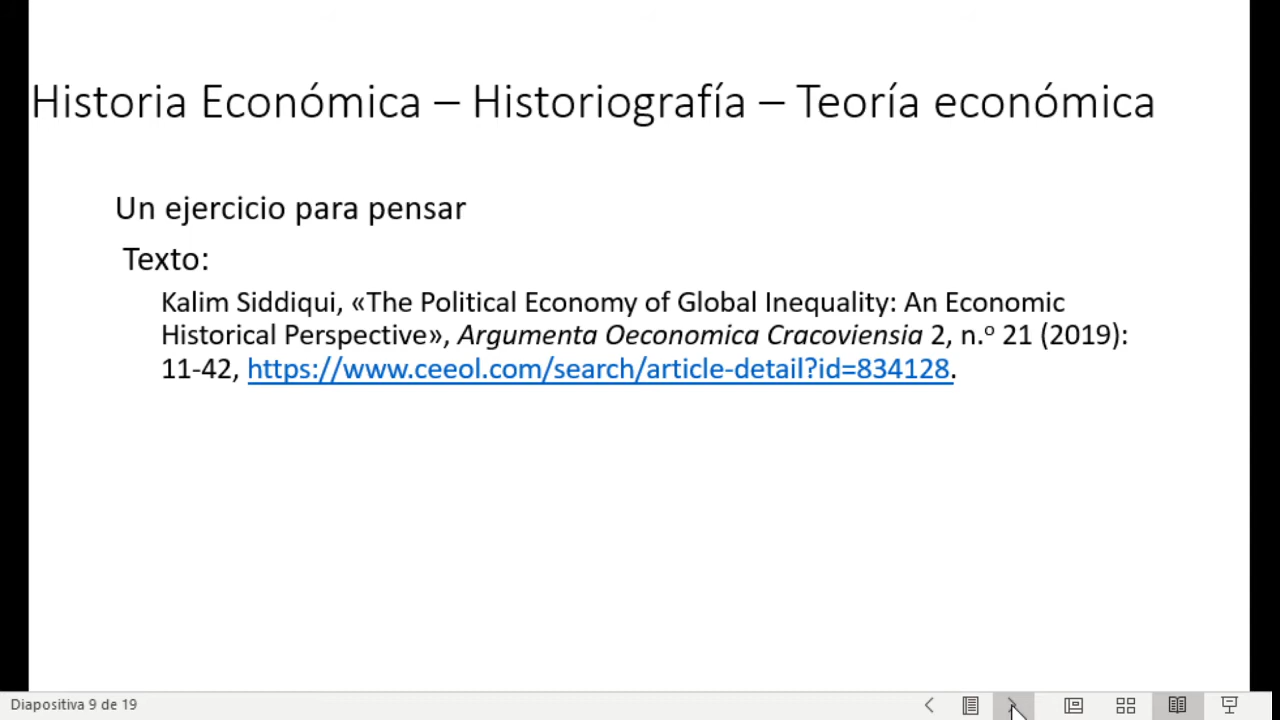 Historia Económica – Historiografía – Teoría económica
Un ejercicio para pensar
Texto:
Kalim Siddiqui, «The Political Economy of Global Inequality: An Economic
Historical Perspective», Argumenta Oeconomica Cracoviensia 2, n.º 21 (2019):
11-42, https://www.ceeol.com/search/article-detail?id=834128.
Diapositiva 9 de 19